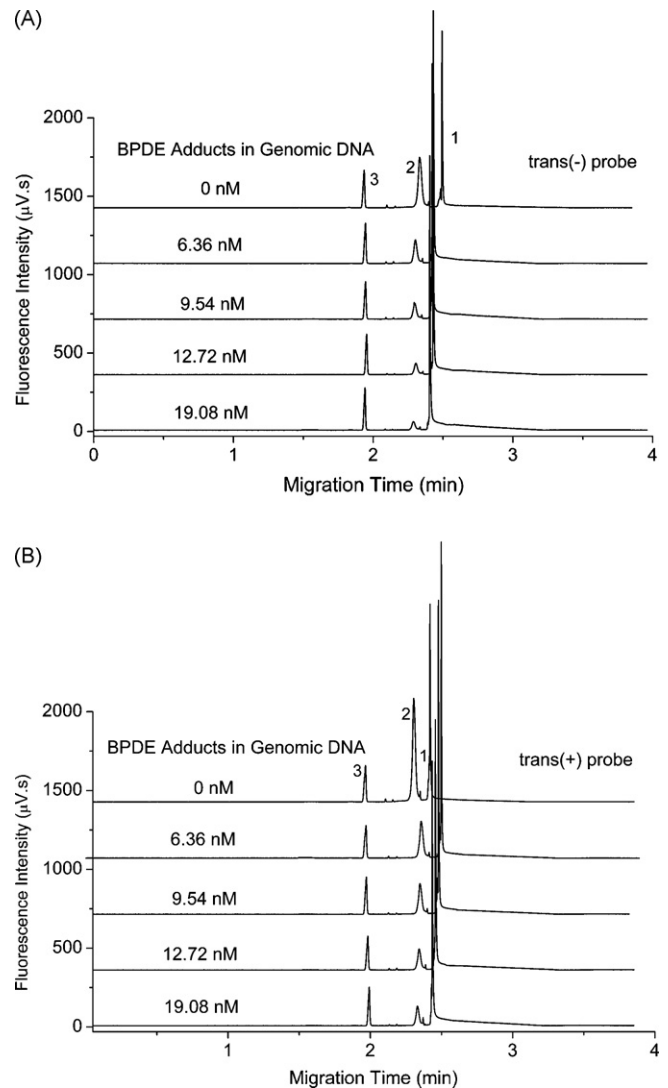 (A)
2000
BPDE Adducts in Genomic DNA
3
2
1
trans(-) probe
1500
0 nM
6.36 nM
1000
9.54 nM
500
12.72 nM
19.08 nM
0
Fluorescence Intensity (μV.s)
0 1 2 3 4
Migration Time (min)
(B)
2000
2
BPDE Adducts in Genomic DNA
3
1
trans(+) probe
1500
0 nM
6.36 nM
1000
9.54 nM
500
12.72 nM
19.08 nM
0
Fluorescence Intensity (μV.s)
1 2 3 4
Migration Time (min)